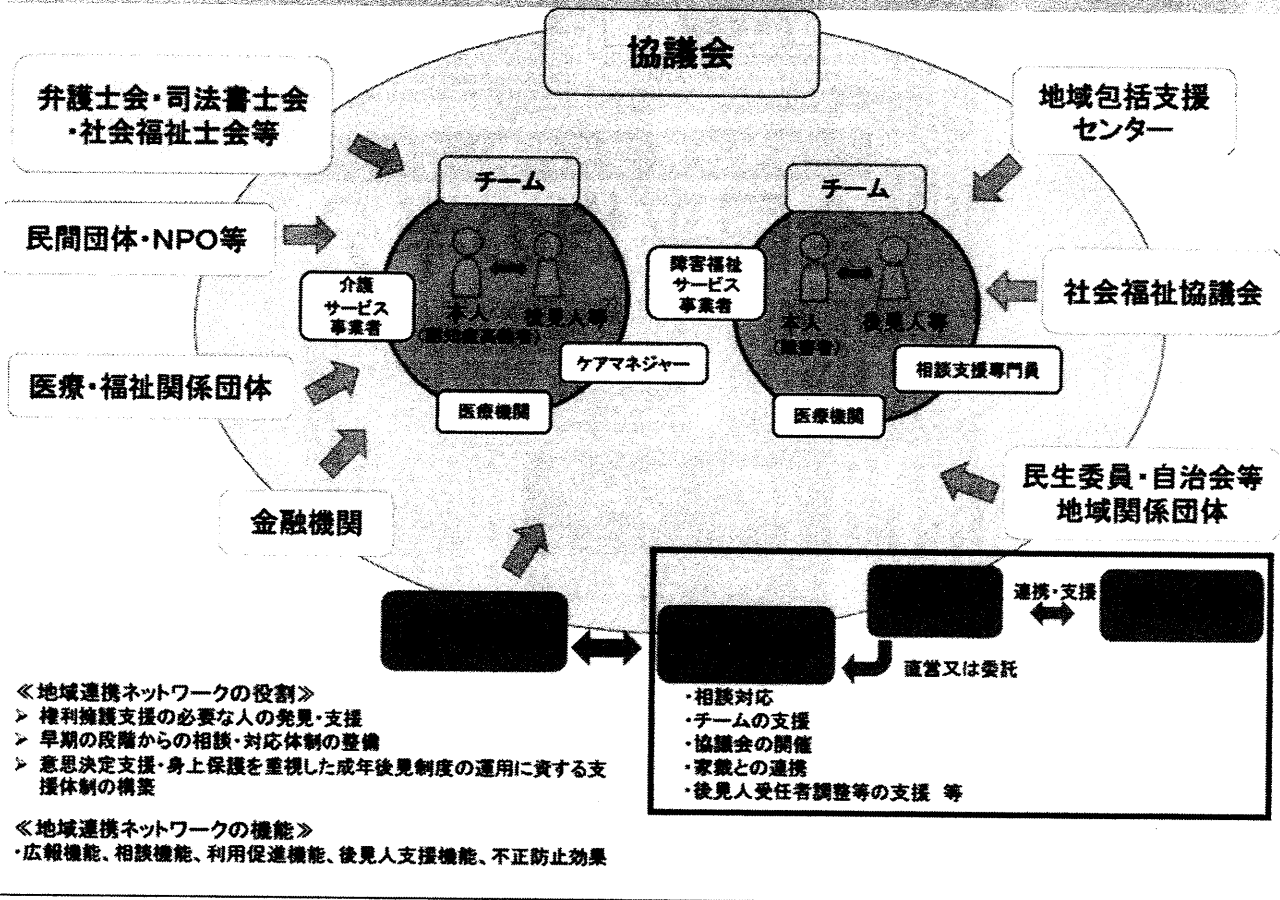 協議会
弁護士会・司法書士会
・社会福祉士会等
地域包括支援
センター
チーム
チーム
民間団体・NPO等
介護
サービス
事業者
本人
後見人等
障害福祉
サービス
事業者
本人
後見人等
社会福祉協議会
医療・福祉関係団体
ケアマネジャー
医療機関
相談支援専門員
医療機関
金融機関
民生委員・自治会等
地域関係団体
連携・支援
直営又は委託
・相談対応
・チームの支援
・協議会の開催
・家裁との連携
・後見人受任者調整等の支援 等
≪地域連携ネットワークの役割≫
➢ 権利擁護支援の必要な人の発見・支援
➢ 早期の段階からの相談・対応体制の整備
➢ 意思決定支援・身上保護を重視した成年後見制度の運用に資する支
援体制の構築
≪地域連携ネットワークの機能≫
・広報機能、相談機能、利用促進機能、後見人支援機能、不正防止効果